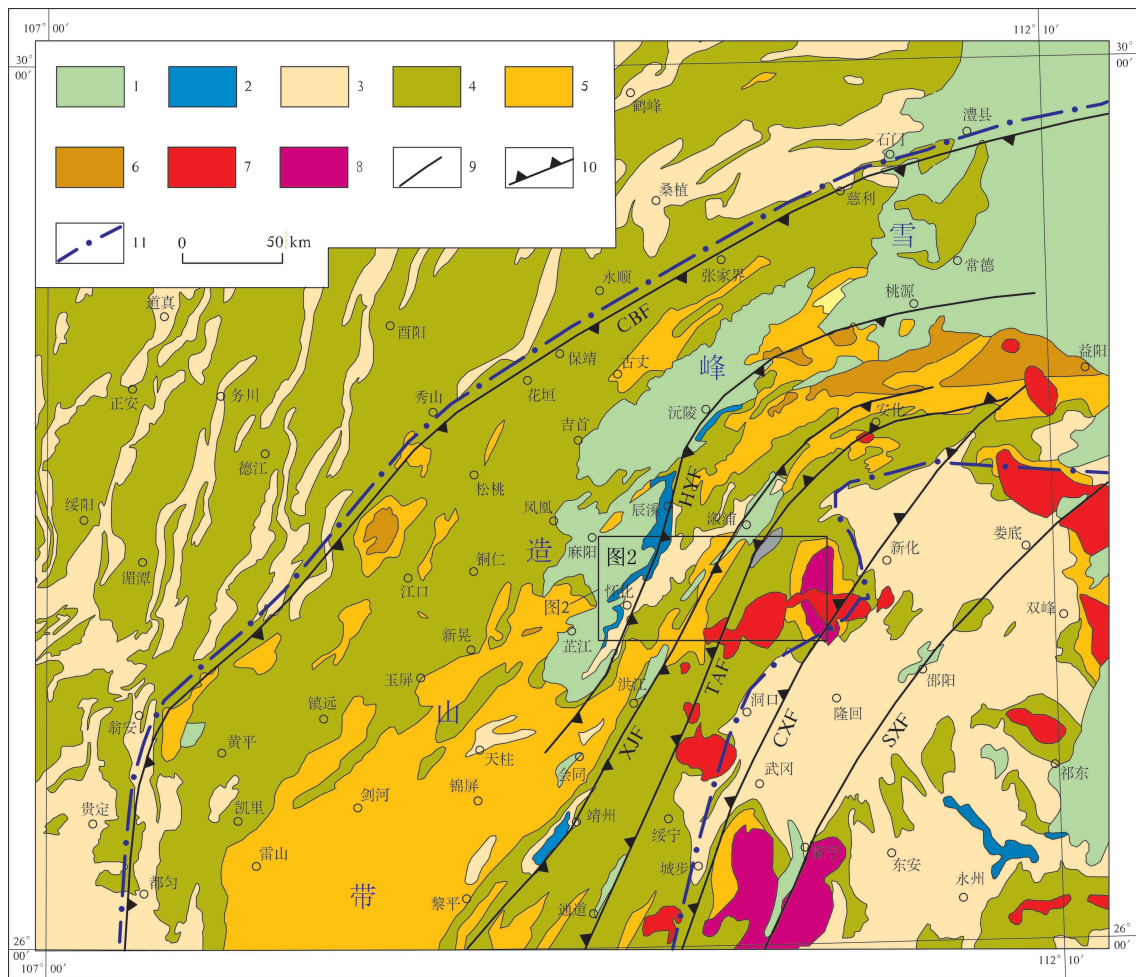 107° 00′
112° 10′
30° 00′
30° 00′
1
2
3
4
5
6
7
8
9
10
11
0
50 km
鹤峰
澧县
石门
桑植
慈利
雪
常德
张家界
永顺
桃源
道真
酉阳
CBF
保靖
古丈
峰
益阳
正安
务川
花垣
秀山
沅陵
安化
吉首
德江
松桃
HYF
绥阳
凤凰
辰溪
溆浦
麻阳
造
图2
娄底
新化
湄潭
铜仁
江口
怀化
图2
双峰
新晃
芷江
玉屏
洪江
TAF
邵阳
翁安
镇远
山
洞口
隆回
SXF
XJF
CXF
黄平
天柱
会同
武冈
祁东
贵定
凯里
剑河
锦屏
靖州
绥宁
雷山
城步
新宁
东安
都匀
带
黎平
通道
永州
26° 00′
26° 00′
107° 00′
112° 10′